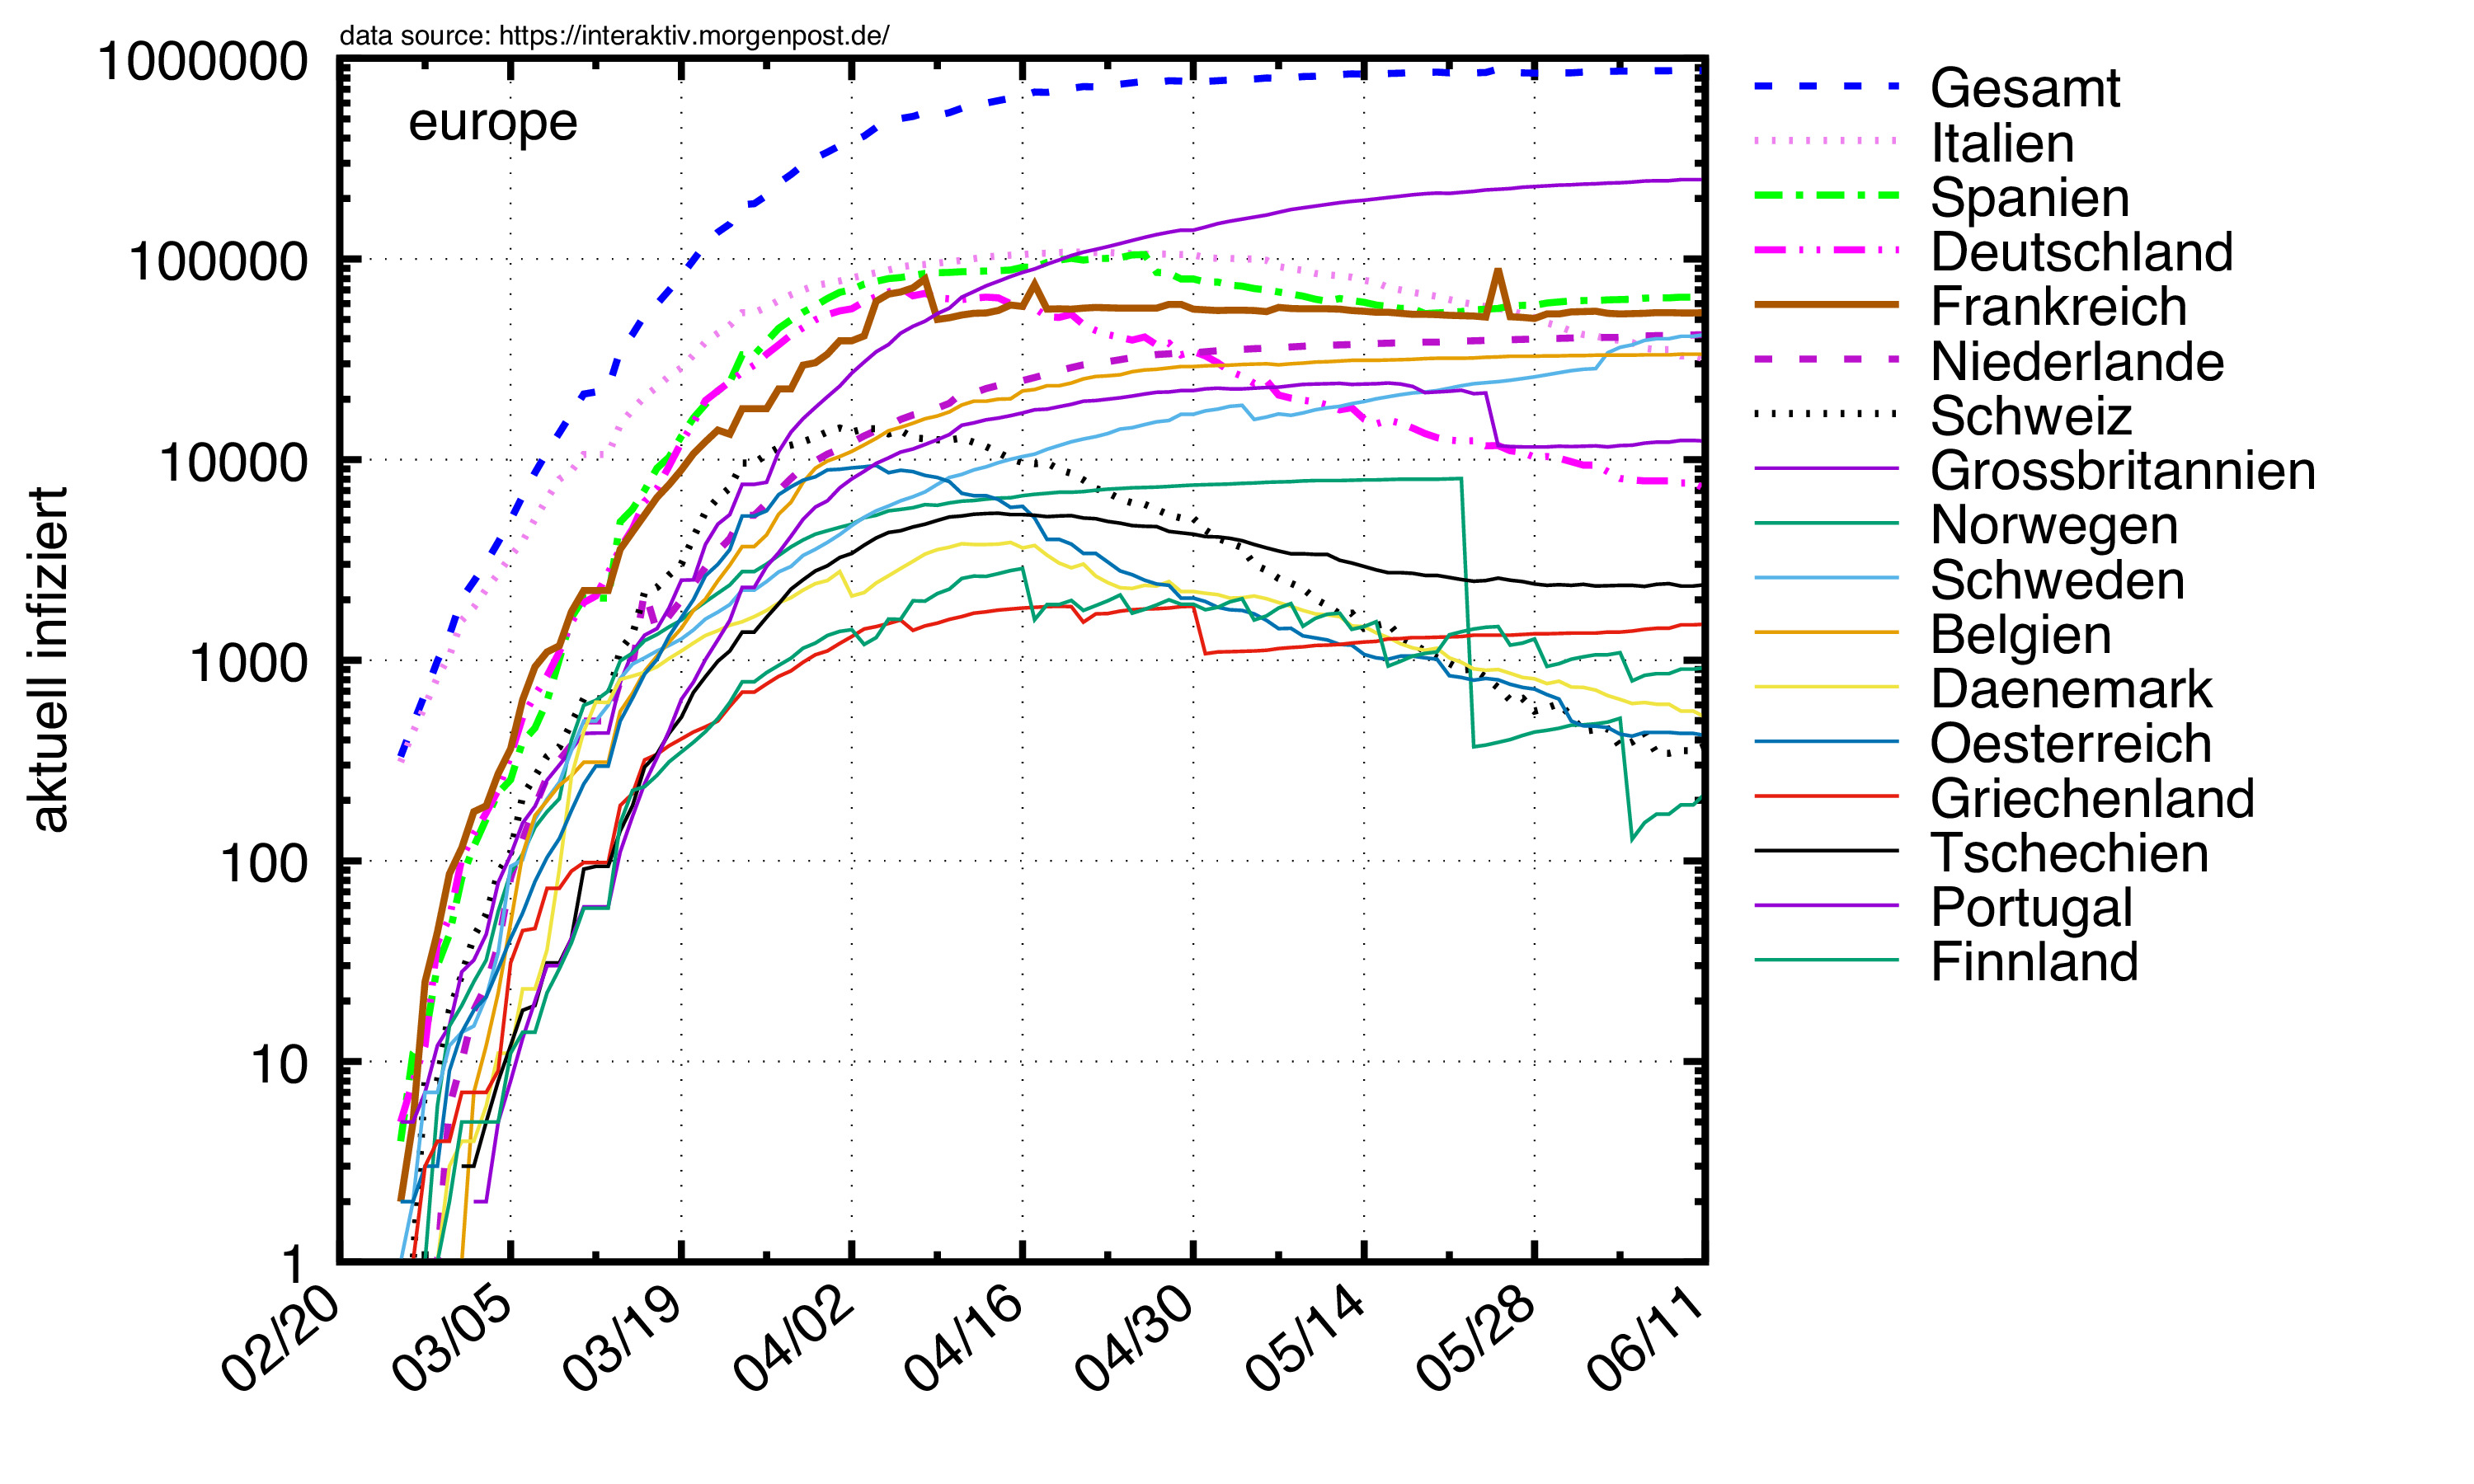 data source: https://interaktiv.morgenpost.de/
europe
aktuell infiziert
1000000
100000
10000
1000
100
10
1
02/20
03/05
03/19
04/02
04/16
04/30
05/14
05/28
06/11
Gesamt
Italien
Spanien
Deutschland
Frankreich
Niederlande
Schweiz
Grossbritannien
Norwegen
Schweden
Belgien
Daenemark
Oesterreich
Griechenland
Tschechien
Portugal
Finnland